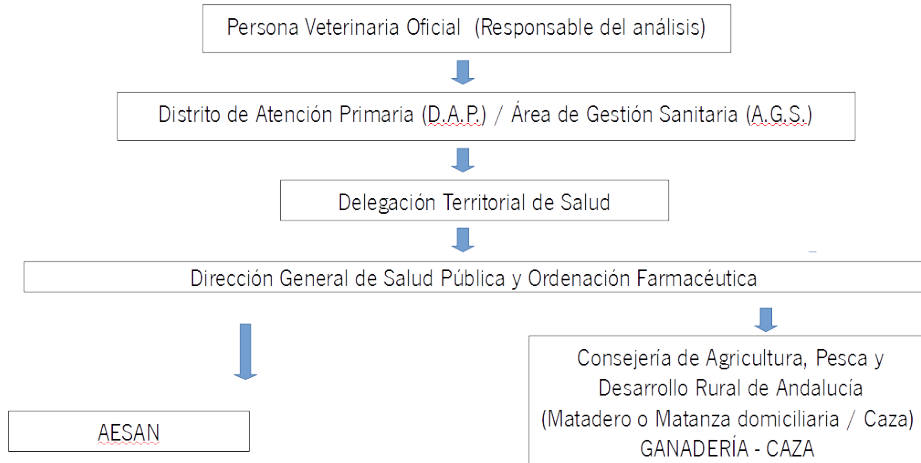 Persona Veterinaria Oficial (Responsable del análisis)
Distrito de Atención Primaria (D.A.P.) / Área de Gestión Sanitaria (A.G.S.)
Delegación Territorial de Salud
Dirección General de Salud Pública y Ordenación Farmacéutica
Consejería de Agricultura, Pesca y
Desarrollo Rural de Andalucía
(Matadero o Matanza domiciliaria / Caza)
GANADERÍA - CAZA
AESAN